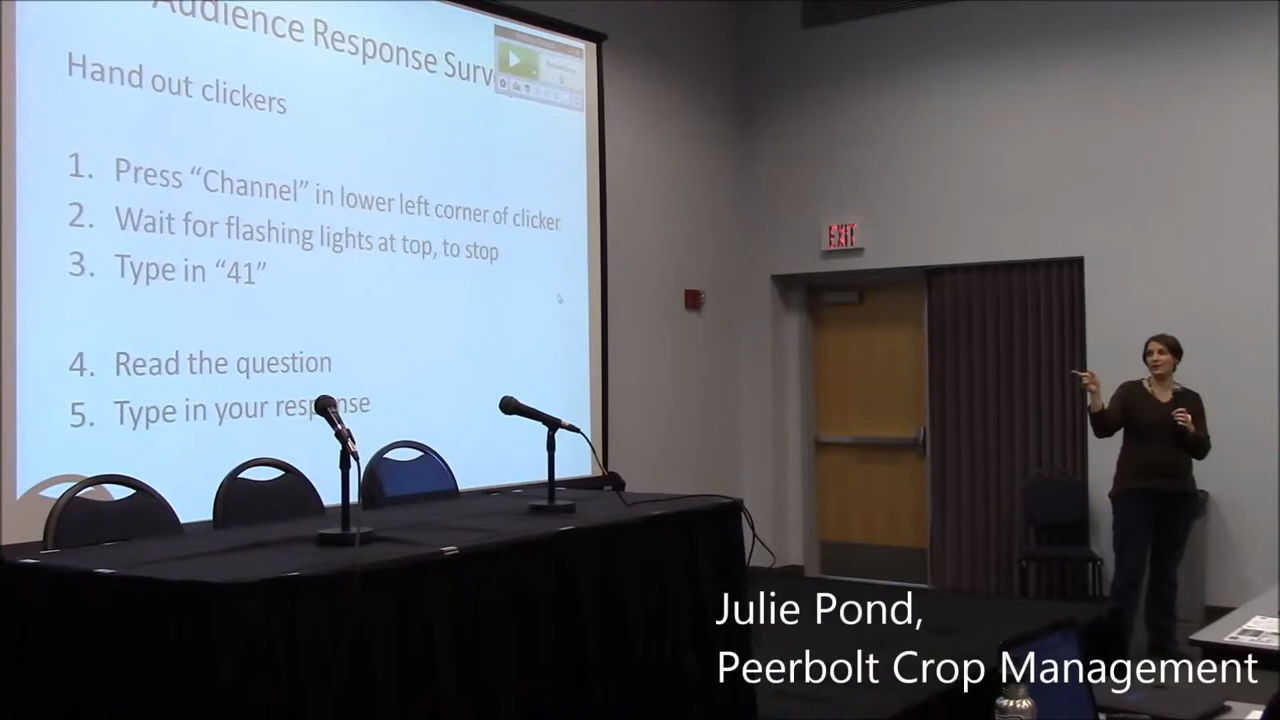 Audience Response Surve
Hand out clickers
1. Press “Channel” in lower left corner of clicker
2. Wait for flashing lights at top, to stop
3. Type in “41”
4. Read the question
5. Type in your response
EXIT
Julie Pond,
Peerbolt Crop Management